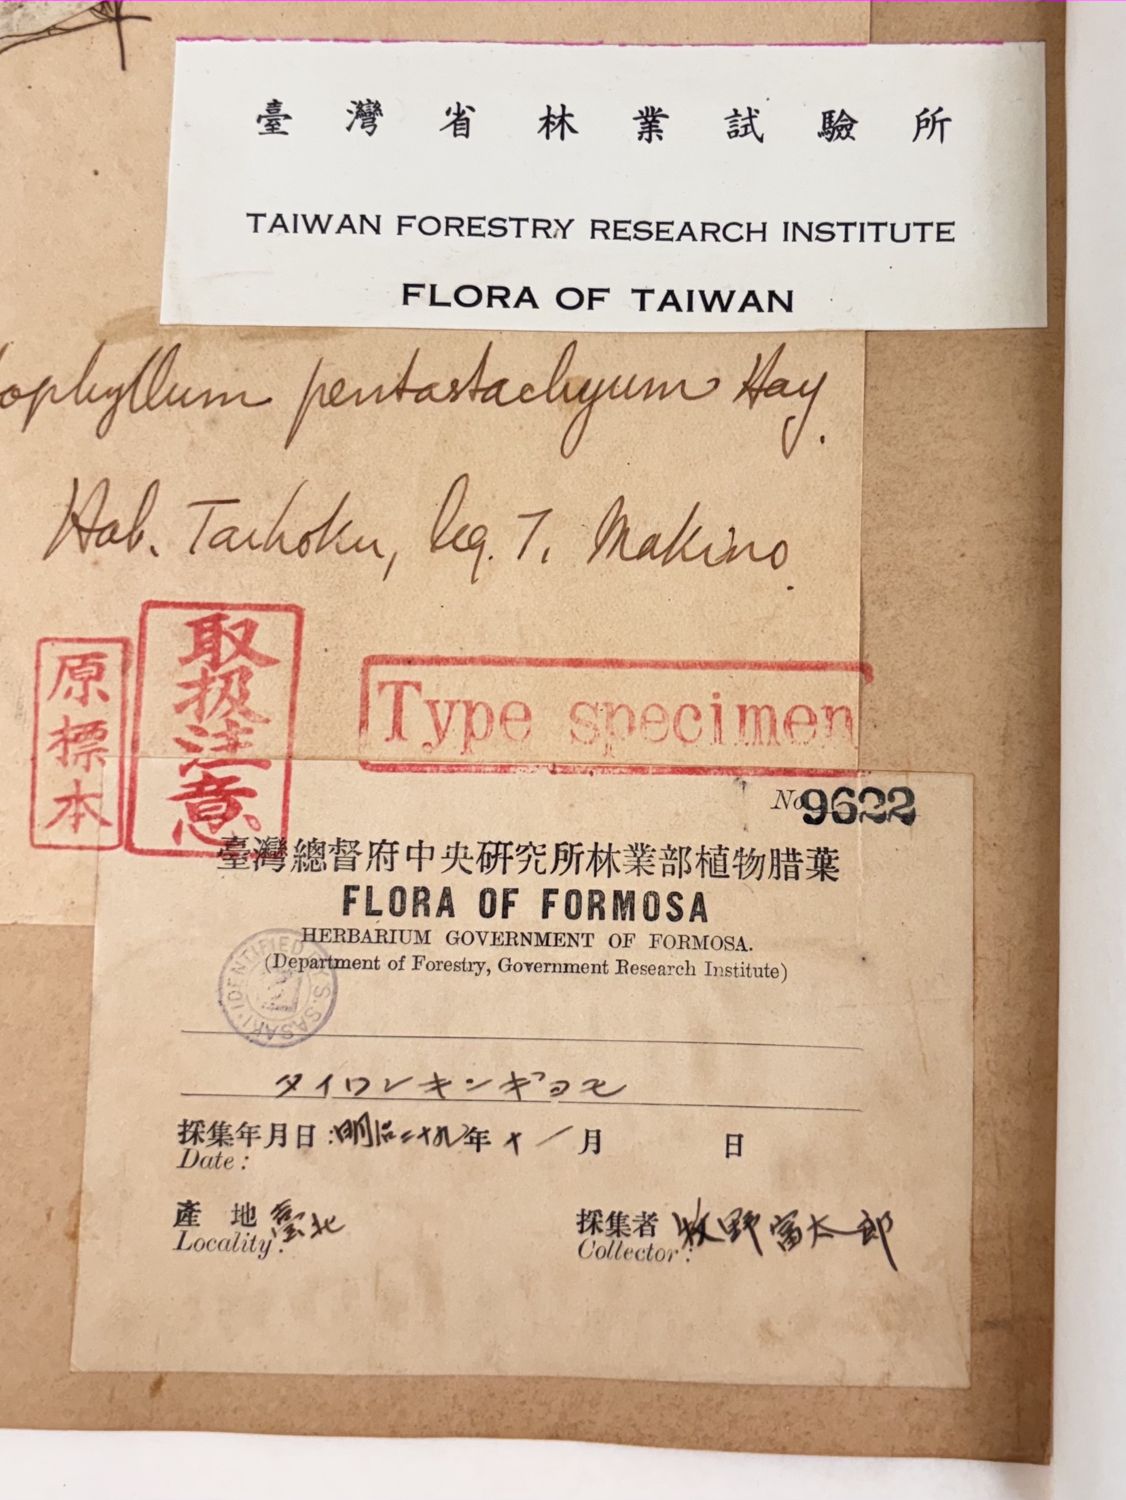 臺灣省林業試驗所
TAIWAN FORESTRY RESEARCH INSTITUTE
FLORA OF TAIWAN
ophyllum pentastachyum Hay.
Hab. Taihoku, leg. T. Makino.
原標本
取扱注意。
Type specimen
No 9622
臺灣總督府中央研究所林業部植物腊葉
FLORA OF FORMOSA
HERBARIUM GOVERNMENT OF FORMOSA.
(Department of Forestry, Government Research Institute)
IDENTIFIED S. SASAKI
タイワンキンギヨモ
採集年月日:明治二十九年十一月 日
Date:
產地 臺北
Locality:
採集者 牧野富太郎
Collector: